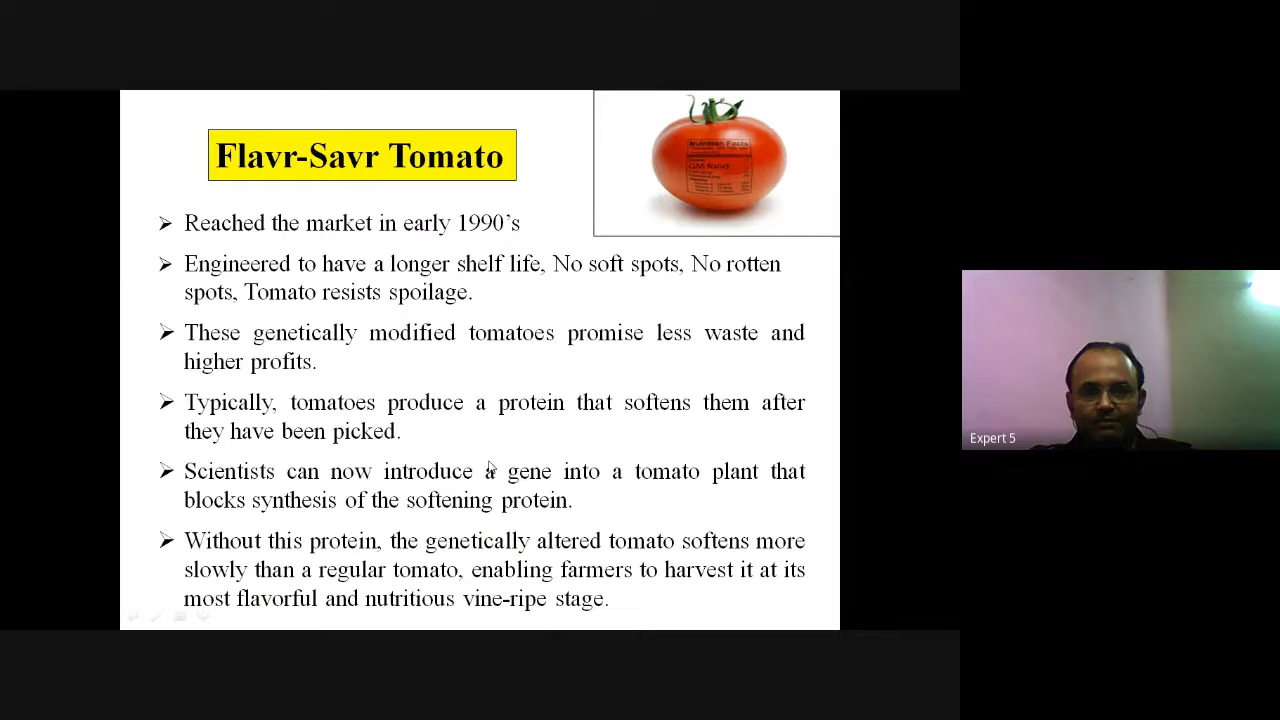 Flavr-Savr Tomato
Nutrition Facts
GM food
➢ Reached the market in early 1990’s
➢ Engineered to have a longer shelf life, No soft spots, No rotten
spots, Tomato resists spoilage.
➢ These genetically modified tomatoes promise less waste and
higher profits.
➢ Typically, tomatoes produce a protein that softens them after
they have been picked.
➢ Scientists can now introduce a gene into a tomato plant that
blocks synthesis of the softening protein.
➢ Without this protein, the genetically altered tomato softens more
slowly than a regular tomato, enabling farmers to harvest it at its
most flavorful and nutritious vine-ripe stage.
Expert 5